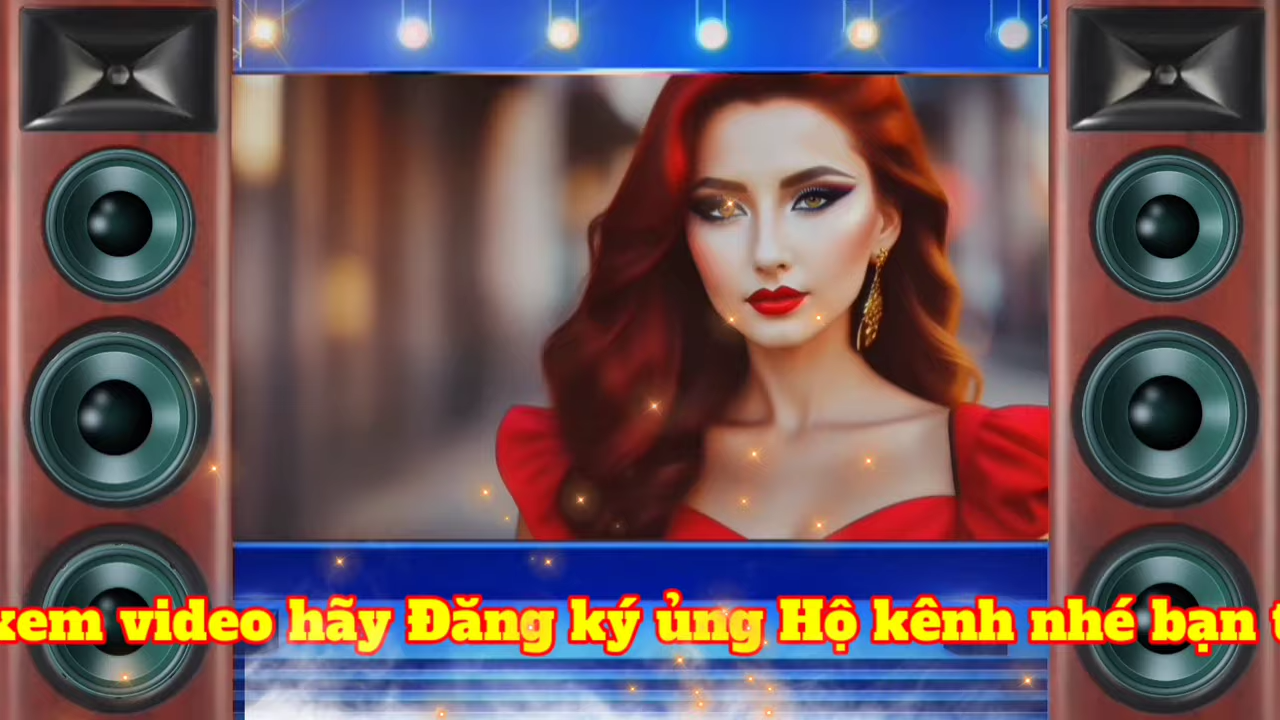 xem video hãy Đăng ký ủng Hộ kênh nhé bạn